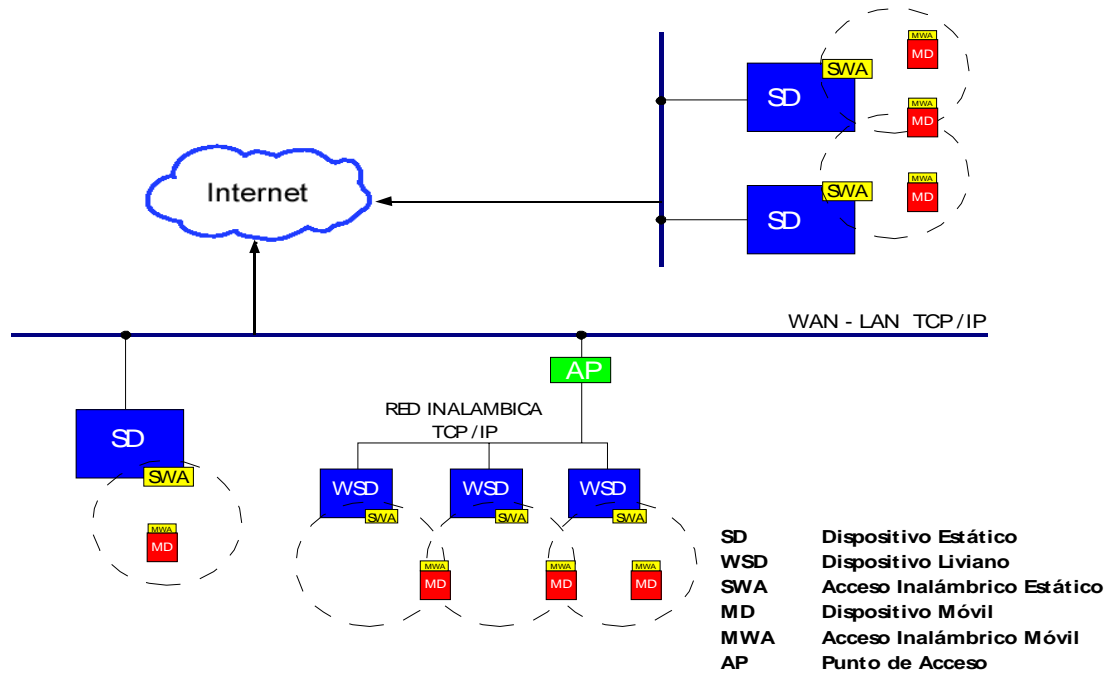 MWA
MD
SWA
SD
MWA
MD
MWA
MD
SWA
SD
Internet
WAN - LAN TCP/IP
AP
RED INALAMBICA
TCP/IP
SD
SWA
MWA
MD
WSD
SWA
WSD
SWA
WSD
SWA
MWA
MD
MWA
MD
MWA
MD
SD Dispositivo Estático
WSD Dispositivo Liviano
SWA Acceso Inalámbrico Estático
MD Dispositivo Móvil
MWA Acceso Inalámbrico Móvil
AP Punto de Acceso